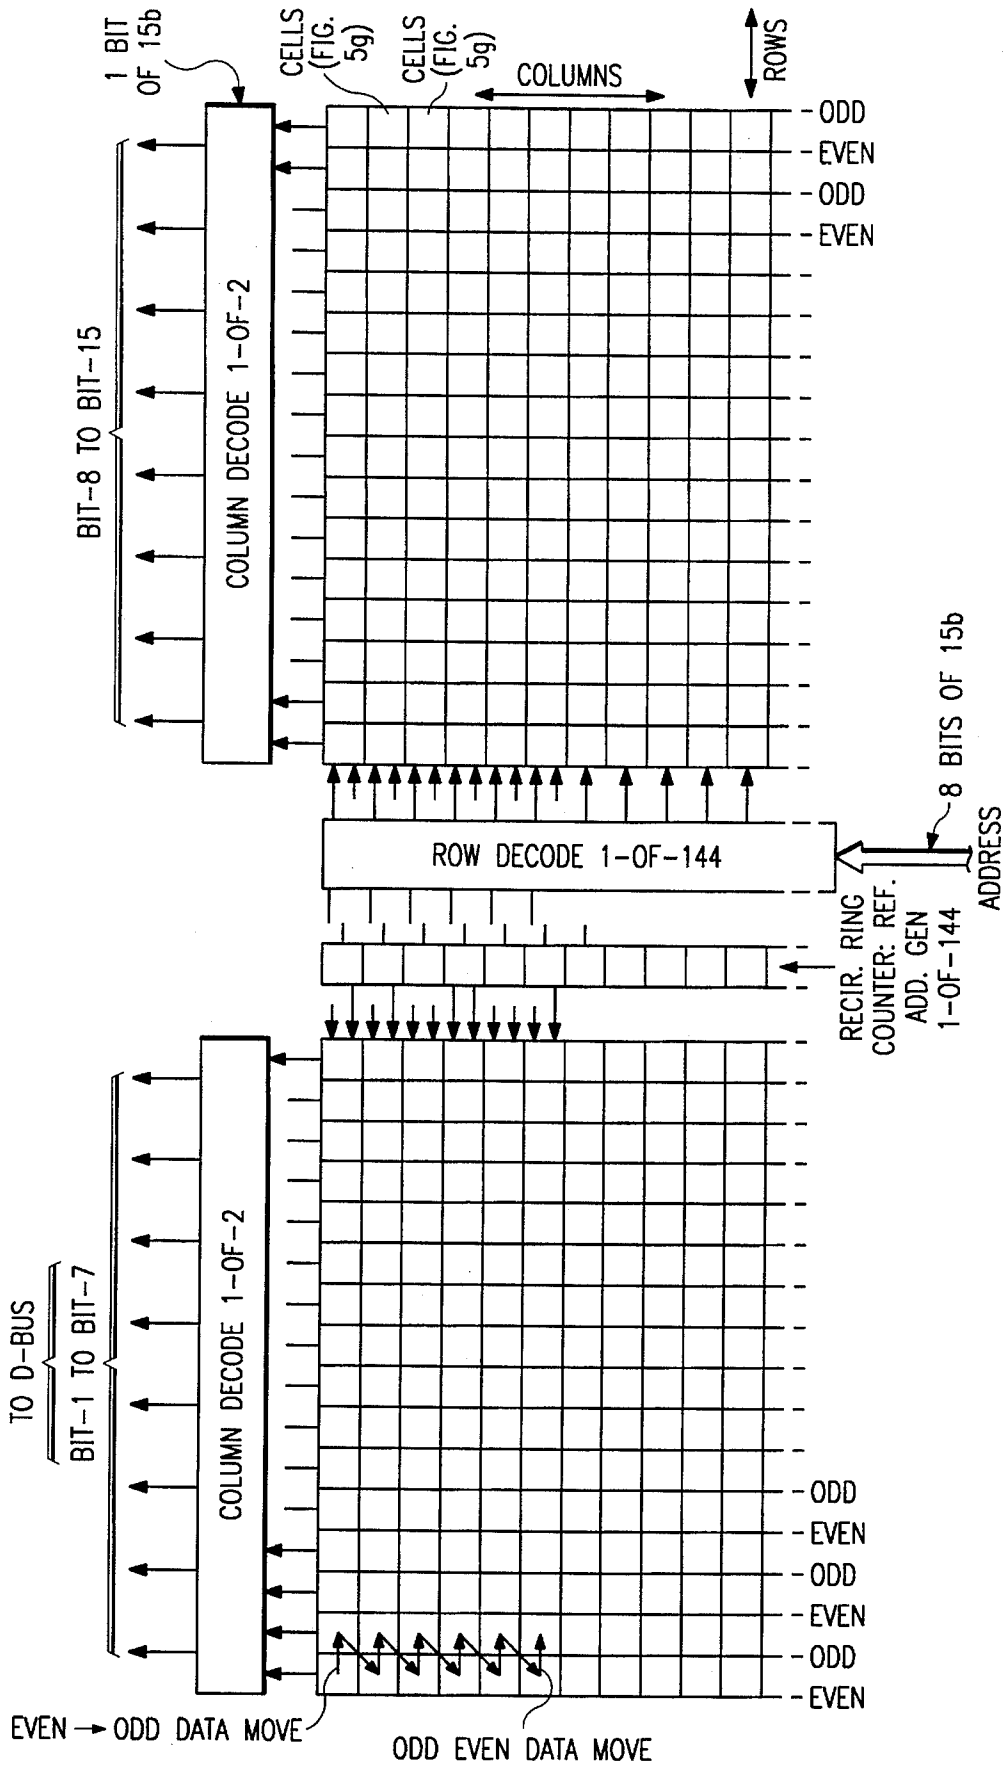 TO D-BUS
BIT-1 TO BIT-7
BIT-8 TO BIT-15
1 BIT
OF 15b
COLUMN DECODE 1-OF-2
COLUMN DECODE 1-OF-2
CELLS
(FIG.
5g)
CELLS
(FIG.
5g)
COLUMNS
ROWS
ROW DECODE 1-OF-144
ODD
EVEN
ODD
EVEN
ODD
EVEN
ODD
EVEN
ODD
EVEN
8 BITS OF 15b
ADDRESS
RECIR. RING
COUNTER: REF.
ADD. GEN
1-OF-144
EVEN → ODD DATA MOVE
ODD EVEN DATA MOVE